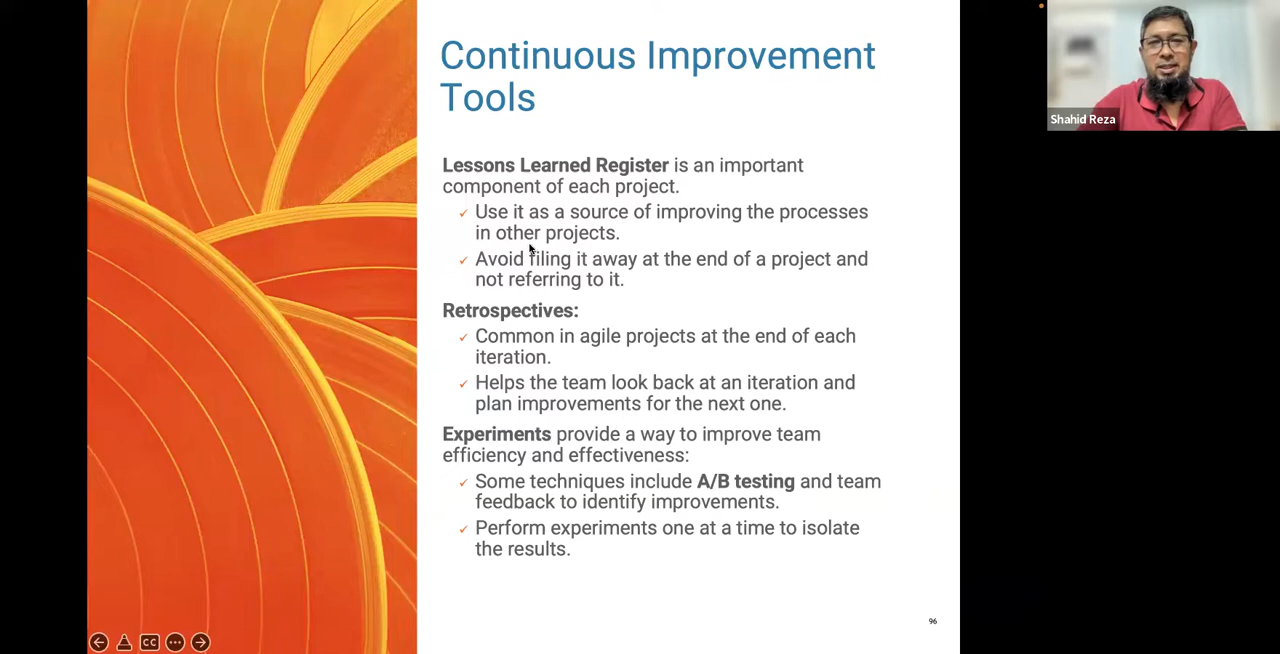 Continuous Improvement
Tools
Shahid Reza
Lessons Learned Register is an important
component of each project.
✓ Use it as a source of improving the processes
in other projects.
✓ Avoid filing it away at the end of a project and
not referring to it.
Retrospectives:
✓ Common in agile projects at the end of each
iteration.
✓ Helps the team look back at an iteration and
plan improvements for the next one.
Experiments provide a way to improve team
efficiency and effectiveness:
✓ Some techniques include A/B testing and team
feedback to identify improvements.
✓ Perform experiments one at a time to isolate
the results.
96
CC